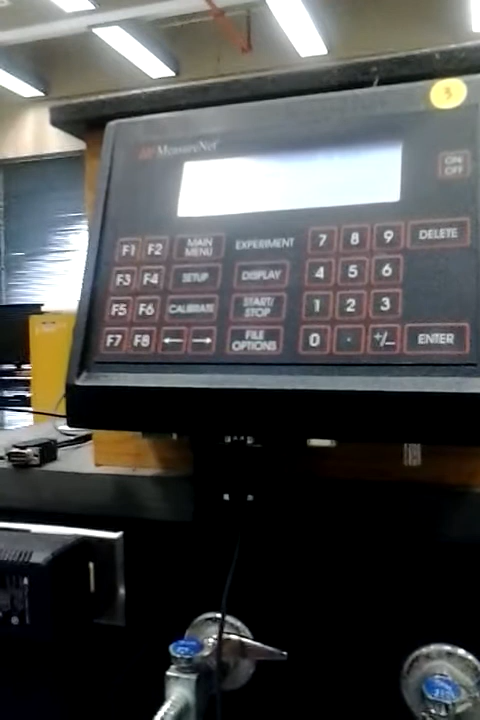 3
MeasureNet
ON
OFF
F1 F2 MAIN MENU EXPERIMENT 7 8 9 DELETE
F3 F4 SETUP DISPLAY 4 5 6
F5 F6 CALIBRATE START/STOP 1 2 3
F7 F8 ← → FILE OPTIONS 0 . +/− ENTER